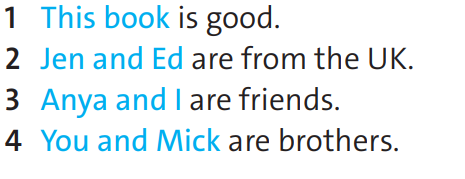 1 This book is good.
2 Jen and Ed are from the UK.
3 Anya and I are friends.
4 You and Mick are brothers.